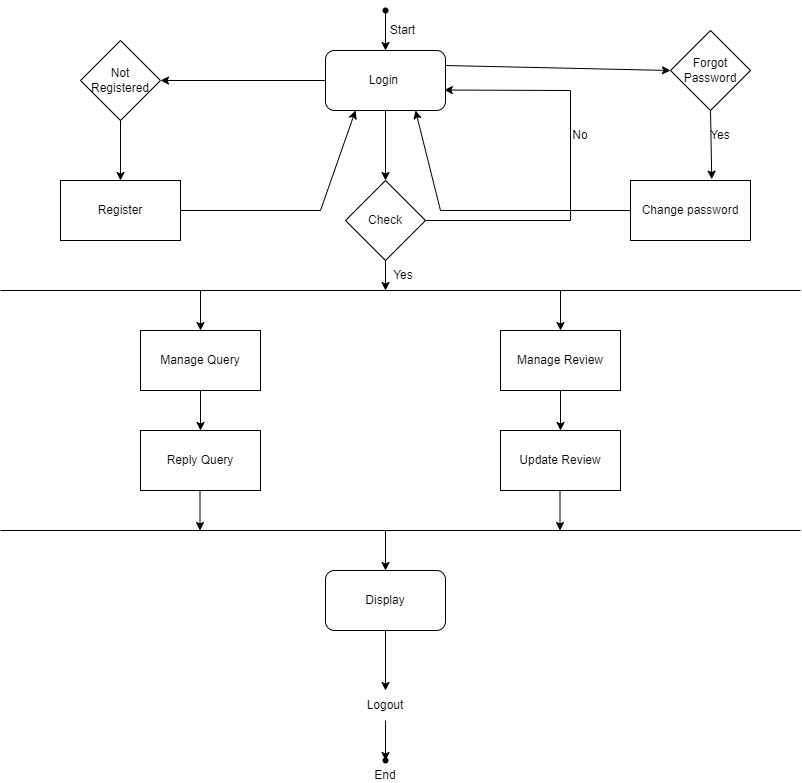 Start
Not
Registered
Login
Forgot
Password
No
Yes
Register
Check
Change password
Yes
Manage Query
Manage Review
Reply Query
Update Review
Display
Logout
End